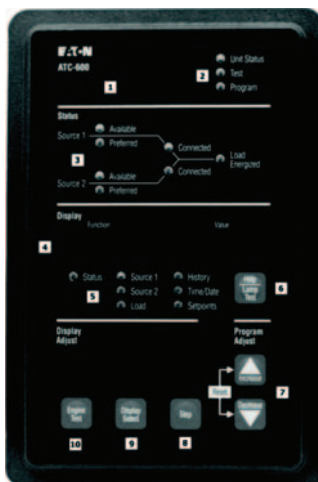 EATON
ATC-600
1
2
Unit Status
Test
Program
Status
Source 1
Available
Preferred
Connected
3
Load
Energized
Source 2
Available
Preferred
Connected
Display
Function
Value
4
Status
Source 1
History
5
Source 2
Time/Date
Load
Setpoints
Help
Lamp
Test
6
Display
Adjust
Program
Adjust
Increase
Reset
7
Decrease
Engine
Test
Display
Select
Step
10
9
8